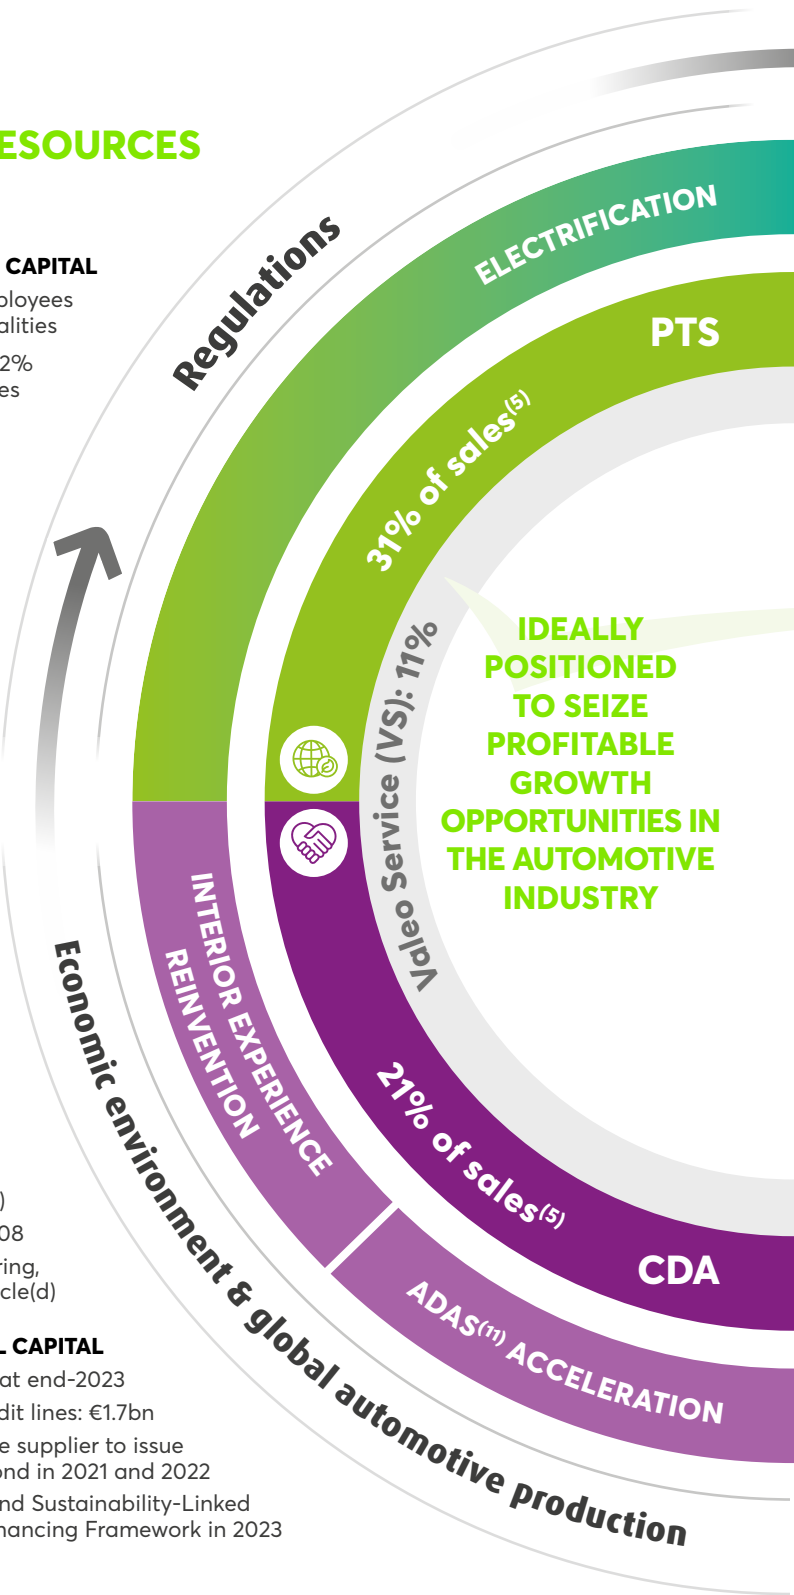 ESOURCES
CAPITAL
ployees
alities
2%
es
)
08
ring,
cle(d)
L CAPITAL
at end-2023
dit lines: €1.7bn
e supplier to issue
ond in 2021 and 2022
nd Sustainability-Linked
nancing Framework in 2023
Regulations
Economic environment & global automotive production
ELECTRIFICATION
INTERIOR EXPERIENCE
REINVENTION
ADAS(11) ACCELERATION
PTS
31% of sales(5)
21% of sales(5)
CDA
Valeo Service (VS): 11%
IDEALLY
POSITIONED
TO SEIZE
PROFITABLE
GROWTH
OPPORTUNITIES IN
THE AUTOMOTIVE
INDUSTRY